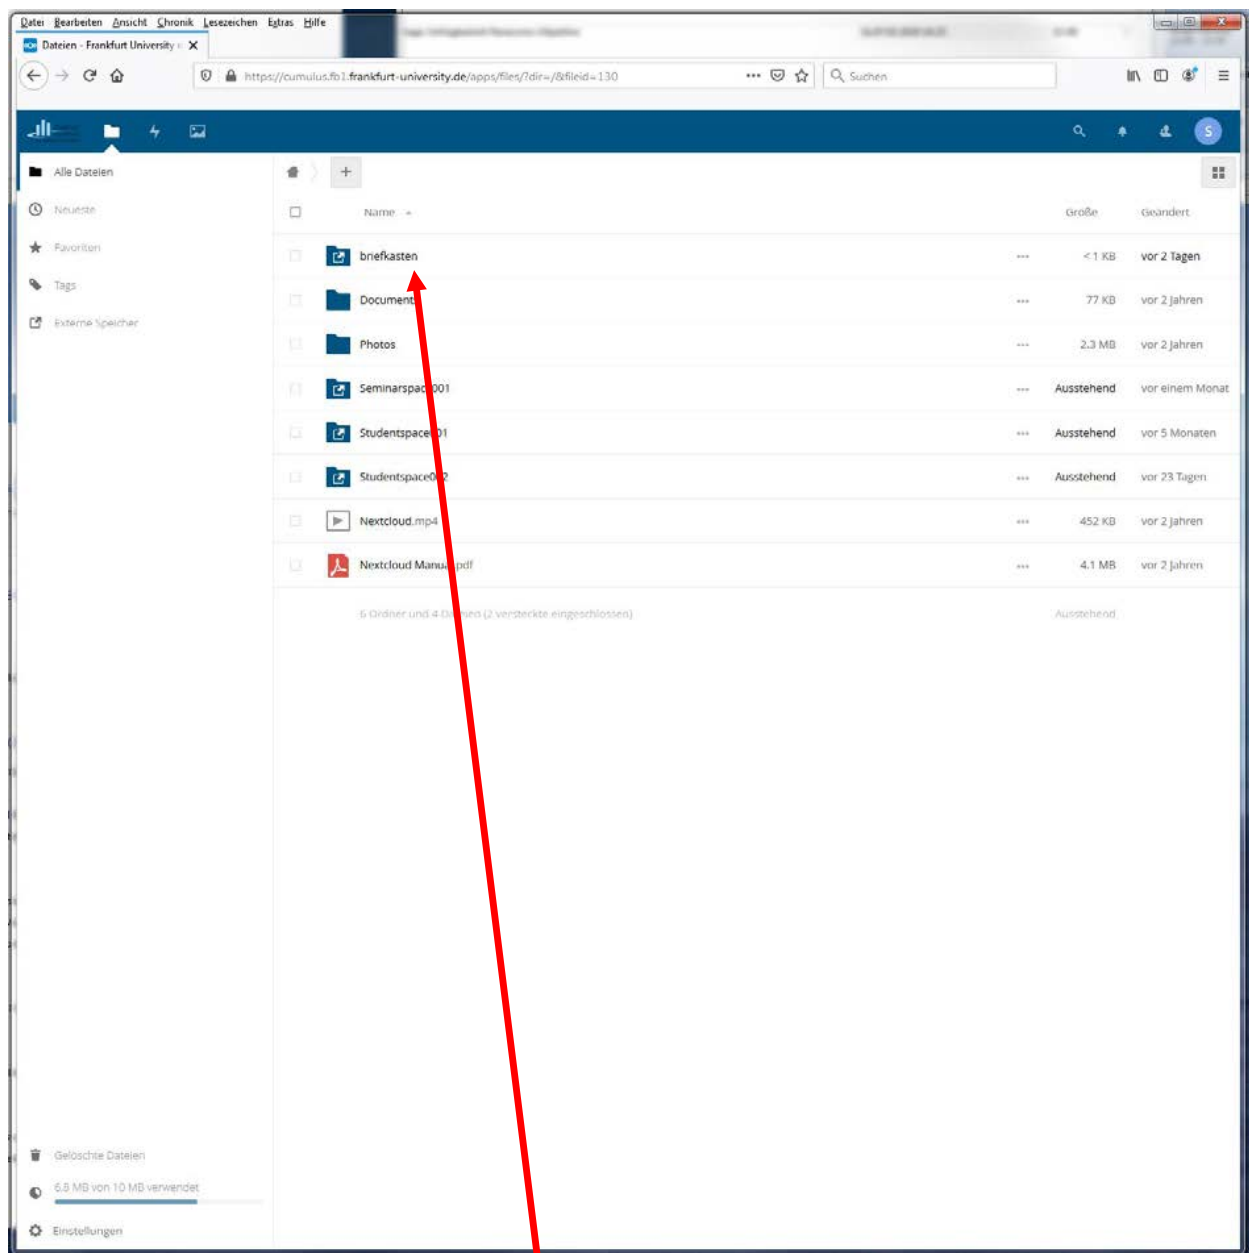 Datei Bearbeiten Ansicht Chronik Lesezeichen Extras Hilfe
Dateien - Frankfurt University
https://cumulus.fb1.frankfurt-university.de/apps/files/?dir=/&fileid=130
Suchen
S
Alle Dateien
Neueste
Name Größe Geändert
Favoriten
briefkasten < 1 KB vor 2 Tagen
Tags
Document 77 KB vor 2 Jahren
Externe Speicher
Photos 2.3 MB vor 2 Jahren
Seminarspac 001 Ausstehend vor einem Monat
Studentspace 01 Ausstehend vor 5 Monaten
Studentspace0 2 Ausstehend vor 23 Tagen
Nextcloud.mp4 452 KB vor 2 Jahren
Nextcloud Manua pdf 4.1 MB vor 2 Jahren
6 Ordner und 4 Dateien (2 versteckte eingeschlossen) Ausstehend
Gelöschte Dateien
6.8 MB von 10 MB verwendet
Einstellungen